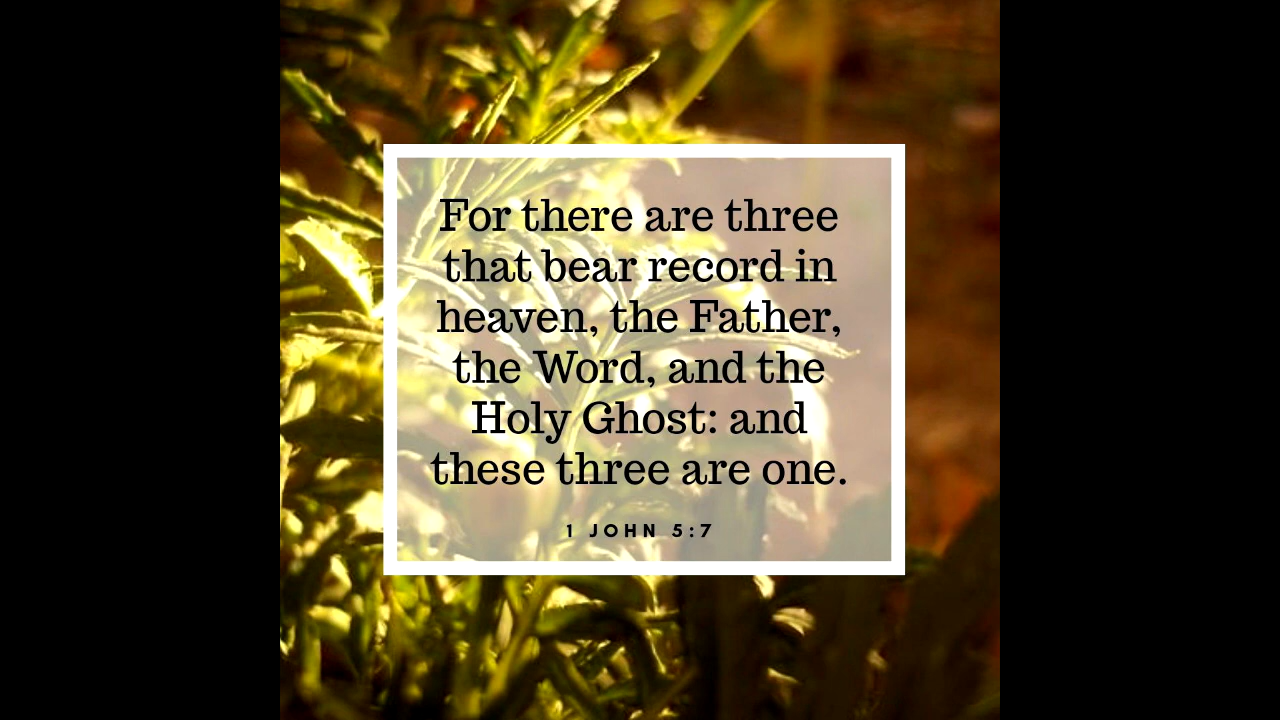 For there are three
that bear record in
heaven, the Father,
the Word, and the
Holy Ghost: and
these three are one.
1 JOHN 5:7